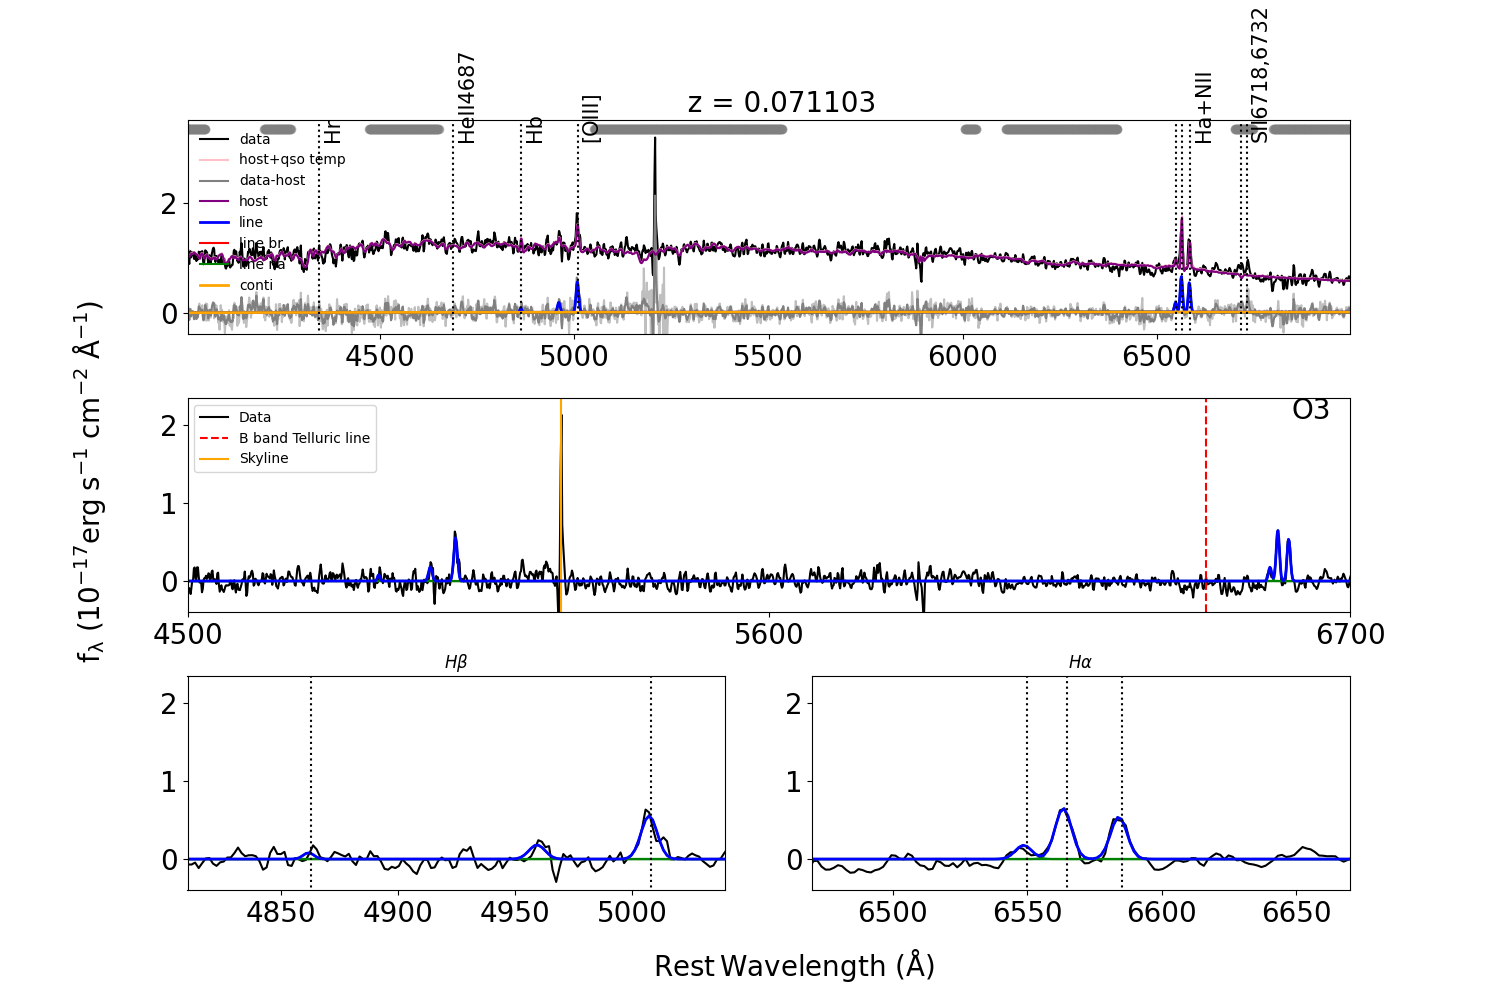 z = 0.071103
Hr
HeII4687
Hb
[OIII]
Ha+NII
SII6718,6732
data
host+qso temp
data-host
host
line
line br
line na
conti
2
0
4500 5000 5500 6000 6500
fλ (10⁻¹⁷erg s⁻¹ cm⁻² Å⁻¹)
O3
Data
B band Telluric line
Skyline
2
1
0
4500 5600 6700
Hβ
2
1
0
4850 4900 4950 5000
Hα
2
1
0
6500 6550 6600 6650
Rest Wavelength (Å)